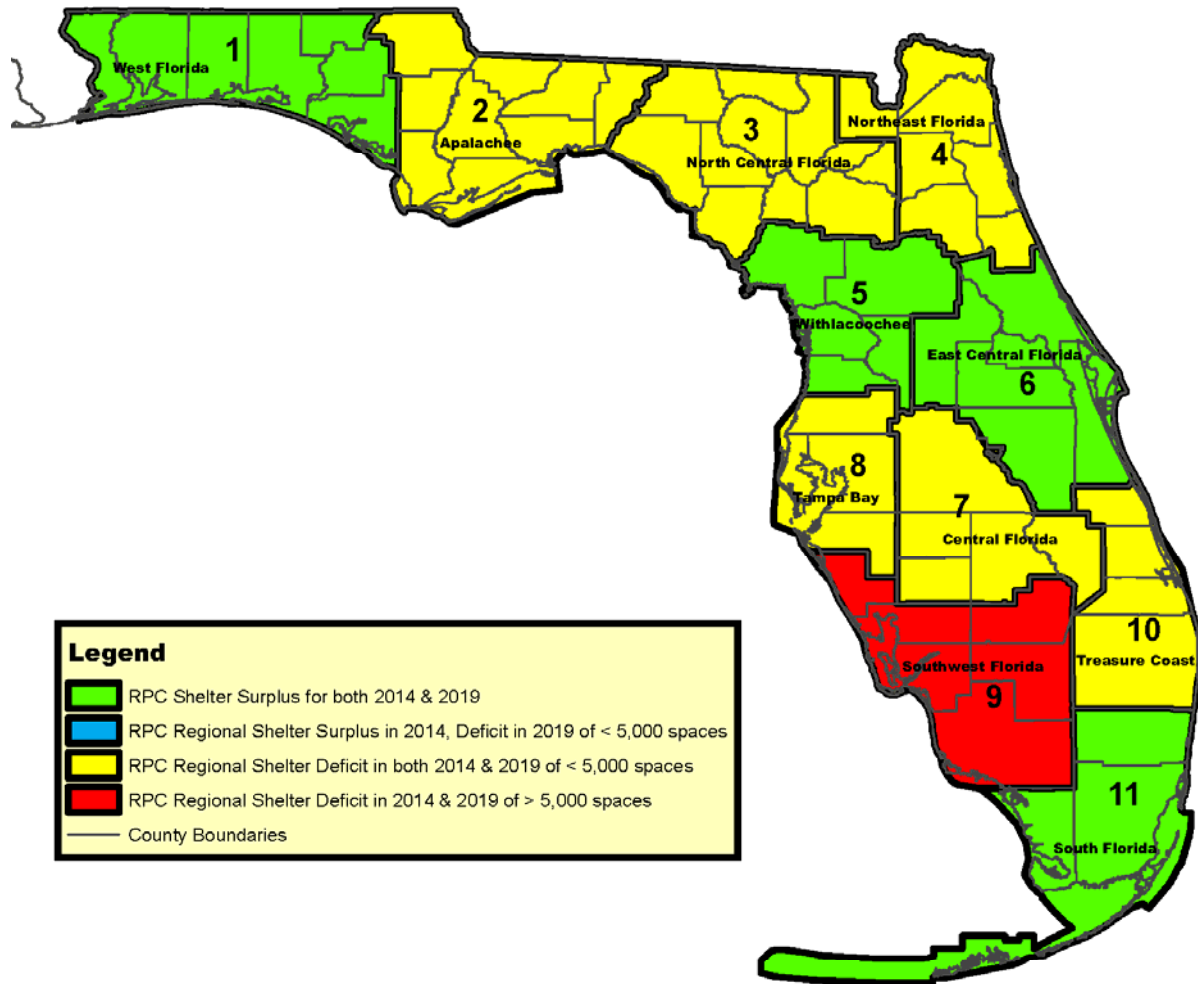 1
West Florida
2
Apalachee
3
North Central Florida
Northeast Florida
4
5
Withlacoochee
East Central Florida
6
8
Tampa Bay
7
Central Florida
Southwest Florida
9
10
Treasure Coast
11
South Florida
Legend
RPC Shelter Surplus for both 2014 & 2019
RPC Regional Shelter Surplus in 2014, Deficit in 2019 of < 5,000 spaces
RPC Regional Shelter Deficit in both 2014 & 2019 of < 5,000 spaces
RPC Regional Shelter Deficit in 2014 & 2019 of > 5,000 spaces
County Boundaries